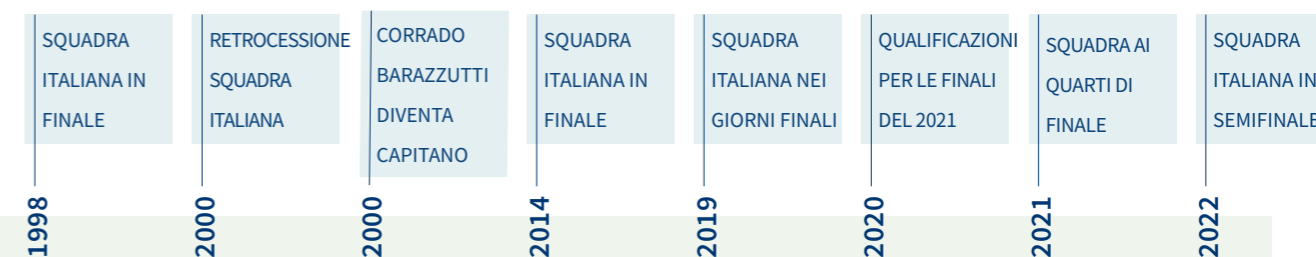 SQUADRA
ITALIANA IN
FINALE
1998
RETROCESSIONE
SQUADRA
ITALIANA
2000
CORRADO
BARAZZUTTI
DIVENTA
CAPITANO
2000
SQUADRA
ITALIANA IN
FINALE
2014
SQUADRA
ITALIANA NEI
GIORNI FINALI
2019
QUALIFICAZIONI
PER LE FINALI
DEL 2021
2020
SQUADRA AI
QUARTI DI
FINALE
2021
SQUADRA
ITALIANA IN
SEMIFINALE
2022